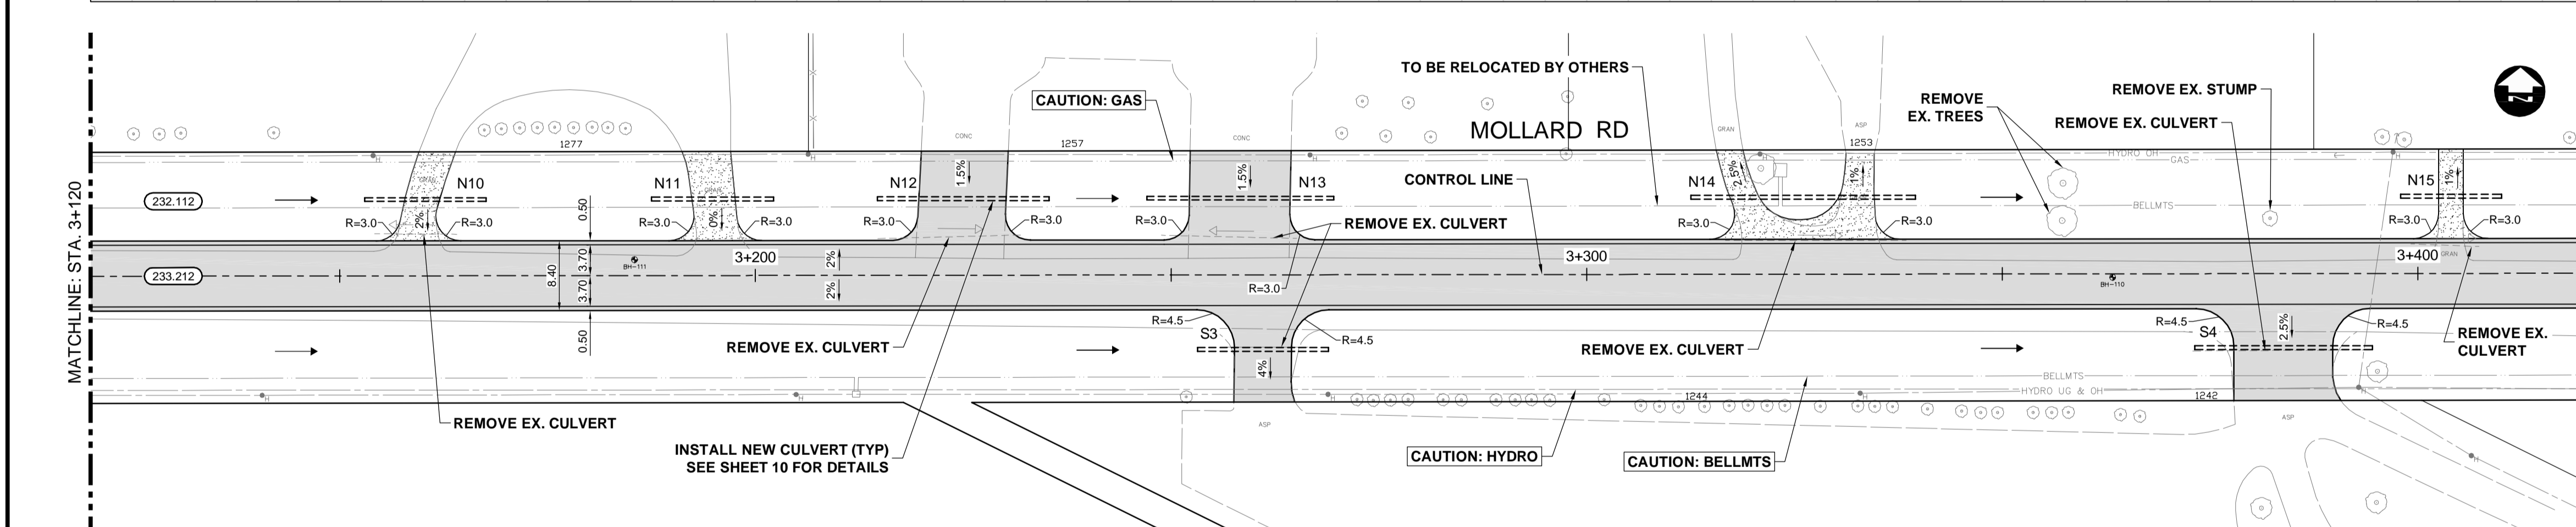 MATCHLINE: STA. 3+120
232.112
233.212
1277
1257
1253
1244
1242
MOLLARD RD
CAUTION: GAS
TO BE RELOCATED BY OTHERS
CONTROL LINE
REMOVE
EX. TREES
REMOVE EX. STUMP
REMOVE EX. CULVERT
N10
N11
N12
N13
N14
N15
GRAN
GRAN
CONC
CONC
GRAN
ASP
HYDRO OH
GAS
BELLMTS
H
H
H
H
H
2%
0%
1.5%
1.5%
2.5%
1%
1%
R=3.0
R=3.0
R=3.0
R=3.0
R=3.0
R=3.0
R=3.0
R=3.0
R=3.0
R=3.0
R=3.0
R=3.0
REMOVE EX. CULVERT
0.50
8.40
3.70
3.70
0.50
BH-111
3+200
2%
2%
3+300
3+400
GRAN
BH-110
S3
R=4.5
R=4.5
4%
S4
R=4.5
R=4.5
2.5%
REMOVE EX. CULVERT
REMOVE EX. CULVERT
REMOVE EX.
CULVERT
BELLMTS
HYDRO UG & OH
H
H
H
H
H
H
REMOVE EX. CULVERT
ASP
ASP
INSTALL NEW CULVERT (TYP)
SEE SHEET 10 FOR DETAILS
CAUTION: HYDRO
CAUTION: BELLMTS